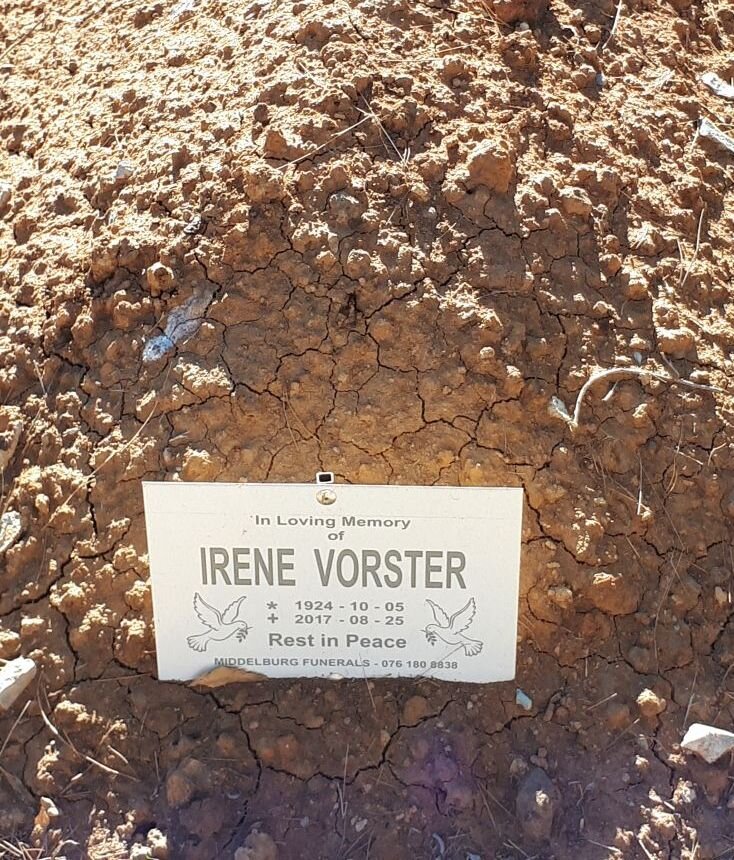 In Loving Memory
of
IRENE VORSTER
* 1924 - 10 - 05
+ 2017 - 08 - 25
Rest in Peace
MIDDELBURG FUNERALS - 076 180 8838